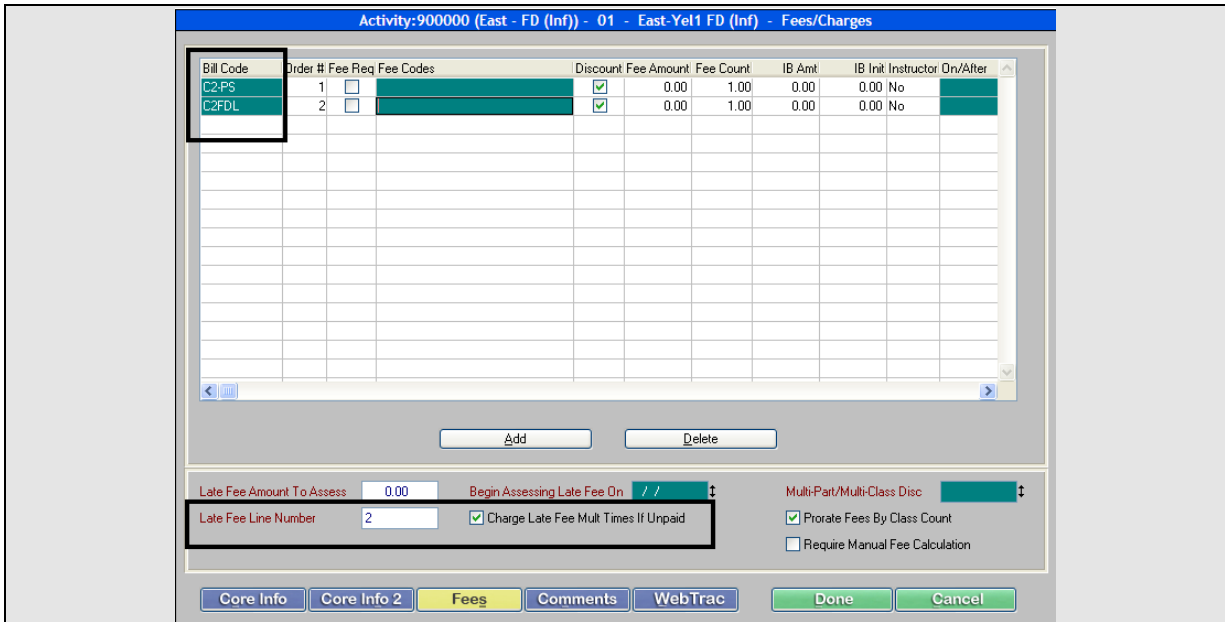 Activity:900000 (East - FD (Inf)) - 01 - East-Yel1 FD (Inf) - Fees/Charges
Bill Code Order # Fee Req Fee Codes Discount Fee Amount Fee Count IB Amt IB Init Instructor On/After
C2-PS 1 0.00 1.00 0.00 0.00 No
C2FDL 2 0.00 1.00 0.00 0.00 No
Add Delete
Late Fee Amount To Assess 0.00 Begin Assessing Late Fee On / / Multi-Part/Multi-Class Disc
Late Fee Line Number 2 Charge Late Fee Mult Times If Unpaid Prorate Fees By Class Count
Require Manual Fee Calculation
Core Info Core Info 2 Fees Comments WebTrac Done Cancel